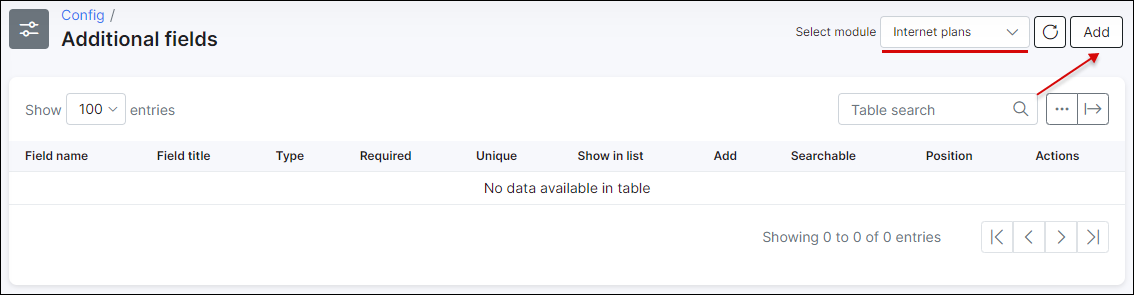 Config /
Additional fields
Select module Internet plans Add
Show 100 entries
Table search
Field name Field title Type Required Unique Show in list Add Searchable Position Actions
No data available in table
Showing 0 to 0 of 0 entries